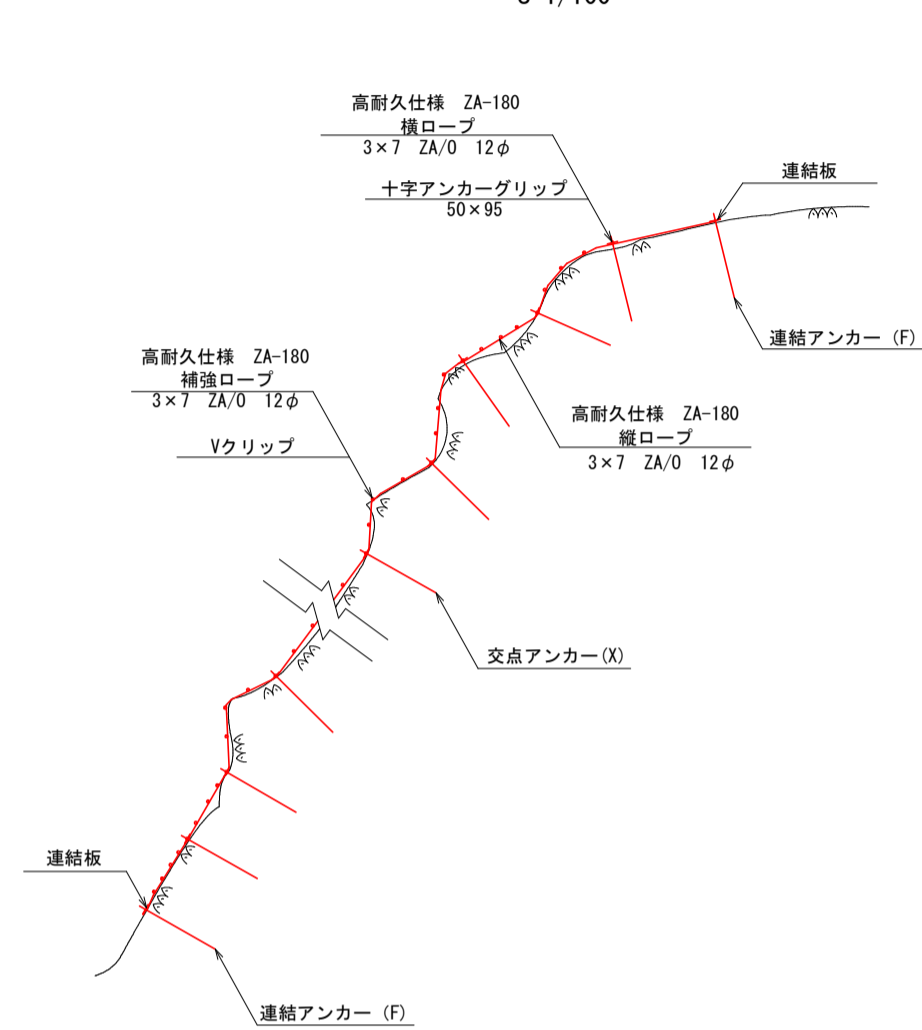 高耐久仕様　ZA-180
横ロープ
3×7　ZA/0　12φ
十字アンカーグリップ
50×95
連結板
連結アンカー（F）
高耐久仕様　ZA-180
補強ロープ
3×7　ZA/0　12φ
Vクリップ
高耐久仕様　ZA-180
縦ロープ
3×7　ZA/0　12φ
交点アンカー(X)
連結板
連結アンカー（F）